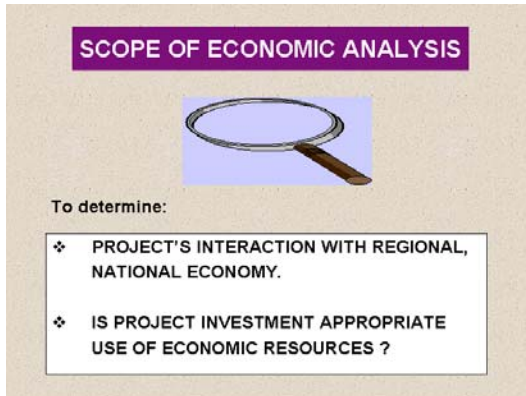 SCOPE OF ECONOMIC ANALYSIS
To determine:
❖ PROJECT'S INTERACTION WITH REGIONAL,
NATIONAL ECONOMY.
❖ IS PROJECT INVESTMENT APPROPRIATE
USE OF ECONOMIC RESOURCES ?